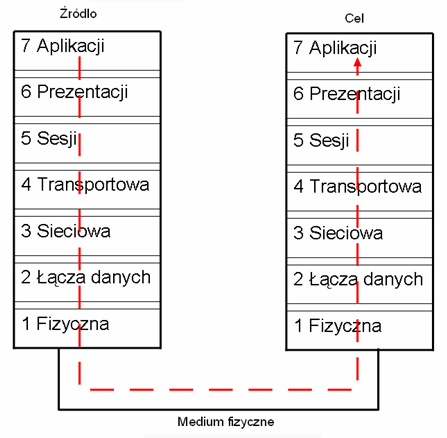 Źródło
7 Aplikacji
6 Prezentacji
5 Sesji
4 Transportowa
3 Sieciowa
2 Łącza danych
1 Fizyczna
Cel
7 Aplikacji
6 Prezentacji
5 Sesji
4 Transportowa
3 Sieciowa
2 Łącza danych
1 Fizyczna
Medium fizyczne